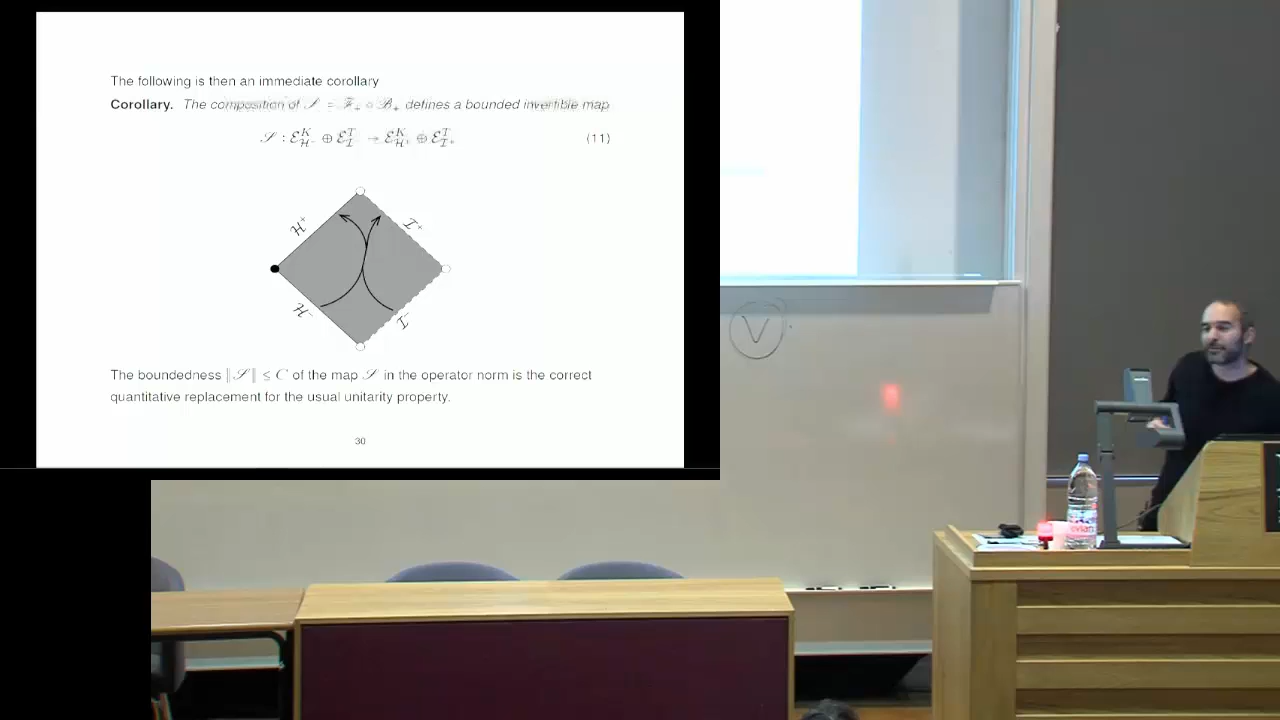 The following is then an immediate corollary
Corollary. The composition of 𝒮 = ℱ₊ ∘ ℬ₊ defines a bounded invertible map
𝒮 : ℰ^K_{ℋ⁻} ⊕ ℰ^T_{ℐ⁻} → ℰ^K_{ℋ⁺} ⊕ ℰ^T_{ℐ⁺} (11)
ℋ⁺ ℐ⁺
ℋ⁻ ℐ⁻
The boundedness ‖𝒮‖ ≤ C of the map 𝒮 in the operator norm is the correct
quantitative replacement for the usual unitarity property.
30
V
evian